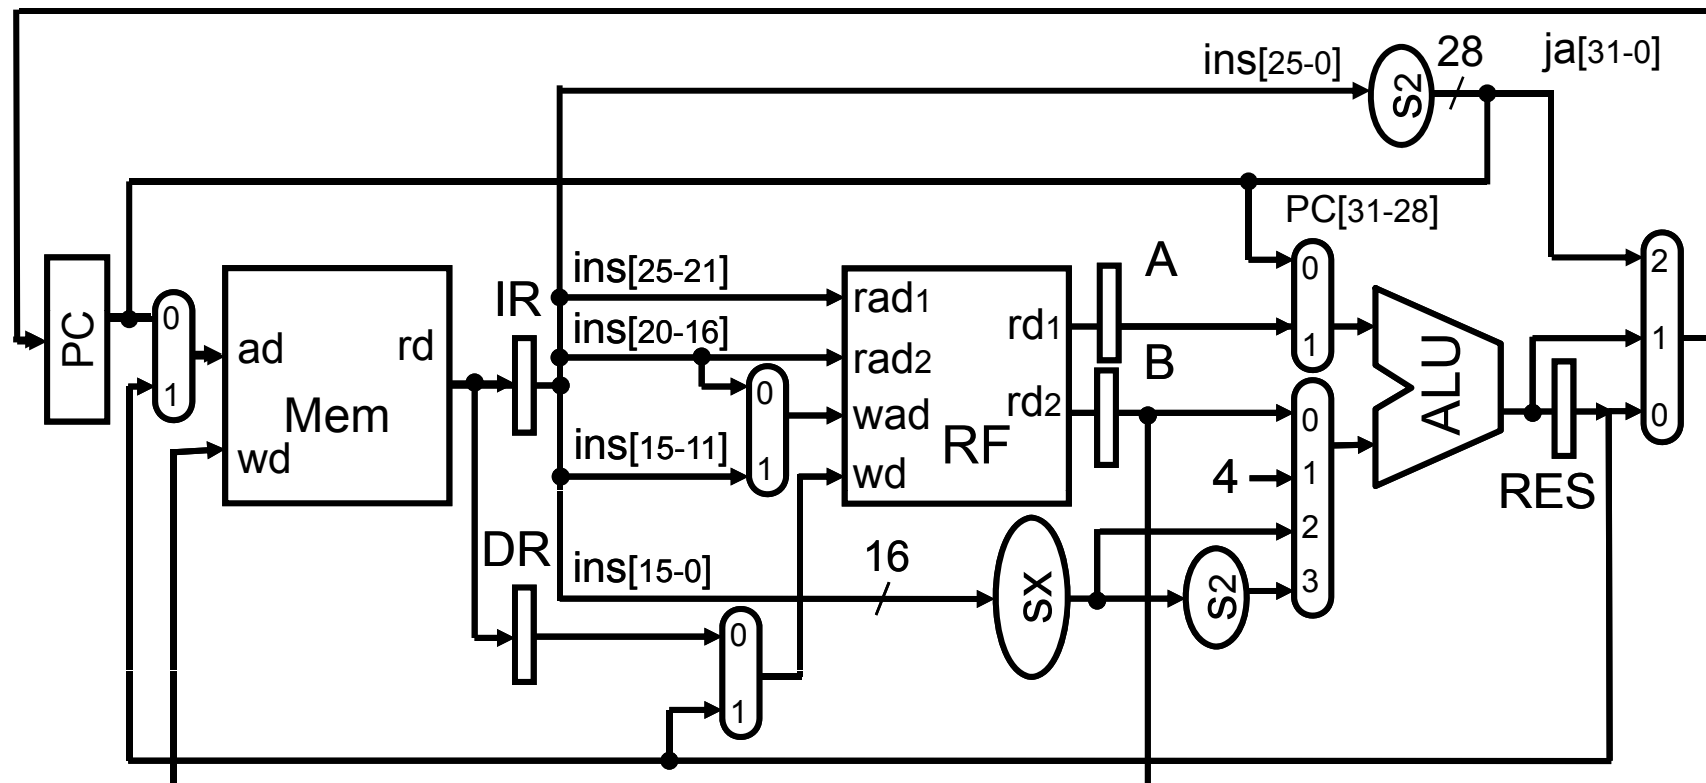 ins[25-0]
s2
28
ja[31-0]
PC[31-28]
PC
0
1
ad
rd
Mem
wd
IR
DR
ins[25-21]
ins[20-16]
ins[15-11]
ins[15-0]
0
1
0
1
rad1
rad2
wad
wd
rd1
rd2
RF
16
sx
s2
A
B
4
0
1
0
1
2
3
ALU
RES
2
1
0